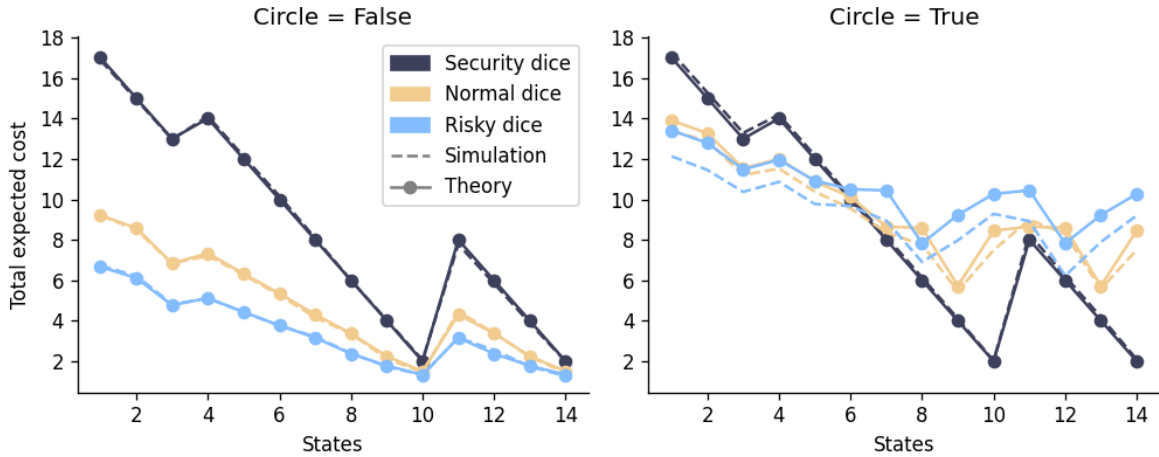 Circle = False
Circle = True
18
16
14
12
10
8
6
4
2
Total expected cost
Security dice
Normal dice
Risky dice
Simulation
Theory
2 4 6 8 10 12 14
States
18
16
14
12
10
8
6
4
2
2 4 6 8 10 12 14
States